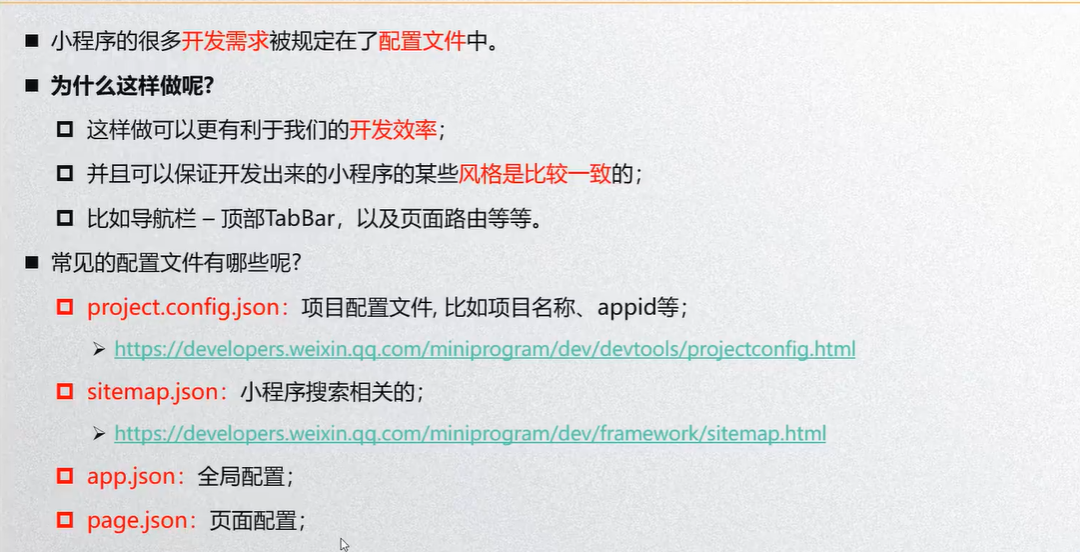 小程序的很多开发需求被规定在了配置文件中。
为什么这样做呢?
这样做可以更有利于我们的开发效率；
并且可以保证开发出来的小程序的某些风格是比较一致的；
比如导航栏 – 顶部TabBar，以及页面路由等等。
常见的配置文件有哪些呢?
project.config.json：项目配置文件, 比如项目名称、appid等；
https://developers.weixin.qq.com/miniprogram/dev/devtools/projectconfig.html
sitemap.json：小程序搜索相关的；
https://developers.weixin.qq.com/miniprogram/dev/framework/sitemap.html
app.json：全局配置；
page.json：页面配置；